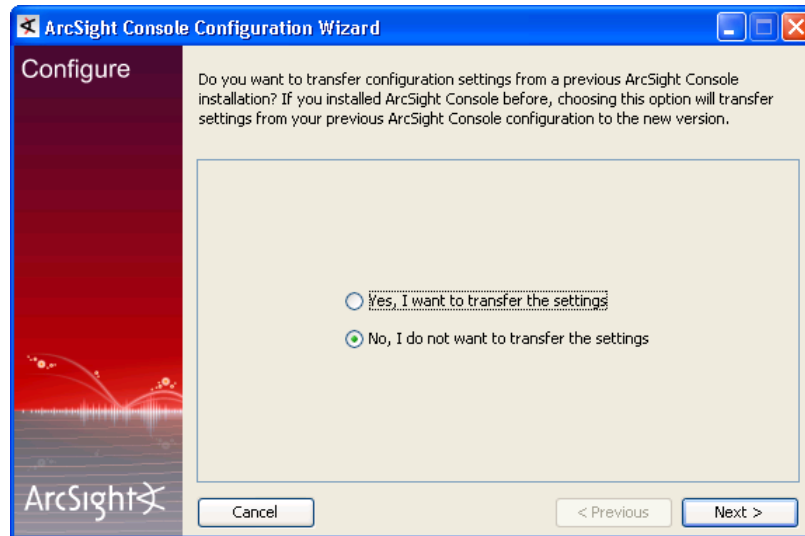 ArcSight Console Configuration Wizard
Configure
Do you want to transfer configuration settings from a previous ArcSight Console
installation? If you installed ArcSight Console before, choosing this option will transfer
settings from your previous ArcSight Console configuration to the new version.
Yes, I want to transfer the settings
No, I do not want to transfer the settings
ArcSight
Cancel
< Previous
Next >